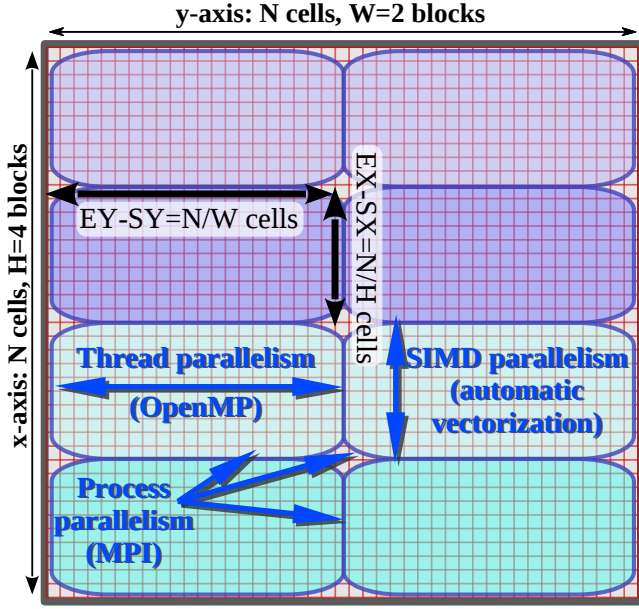 y-axis: N cells, W=2 blocks
x-axis: N cells, H=4 blocks
EY-SY=N/W cells
EX-SX=N/H cells
Thread parallelism
(OpenMP)
SIMD parallelism
(automatic
vectorization)
Process
parallelism
(MPI)